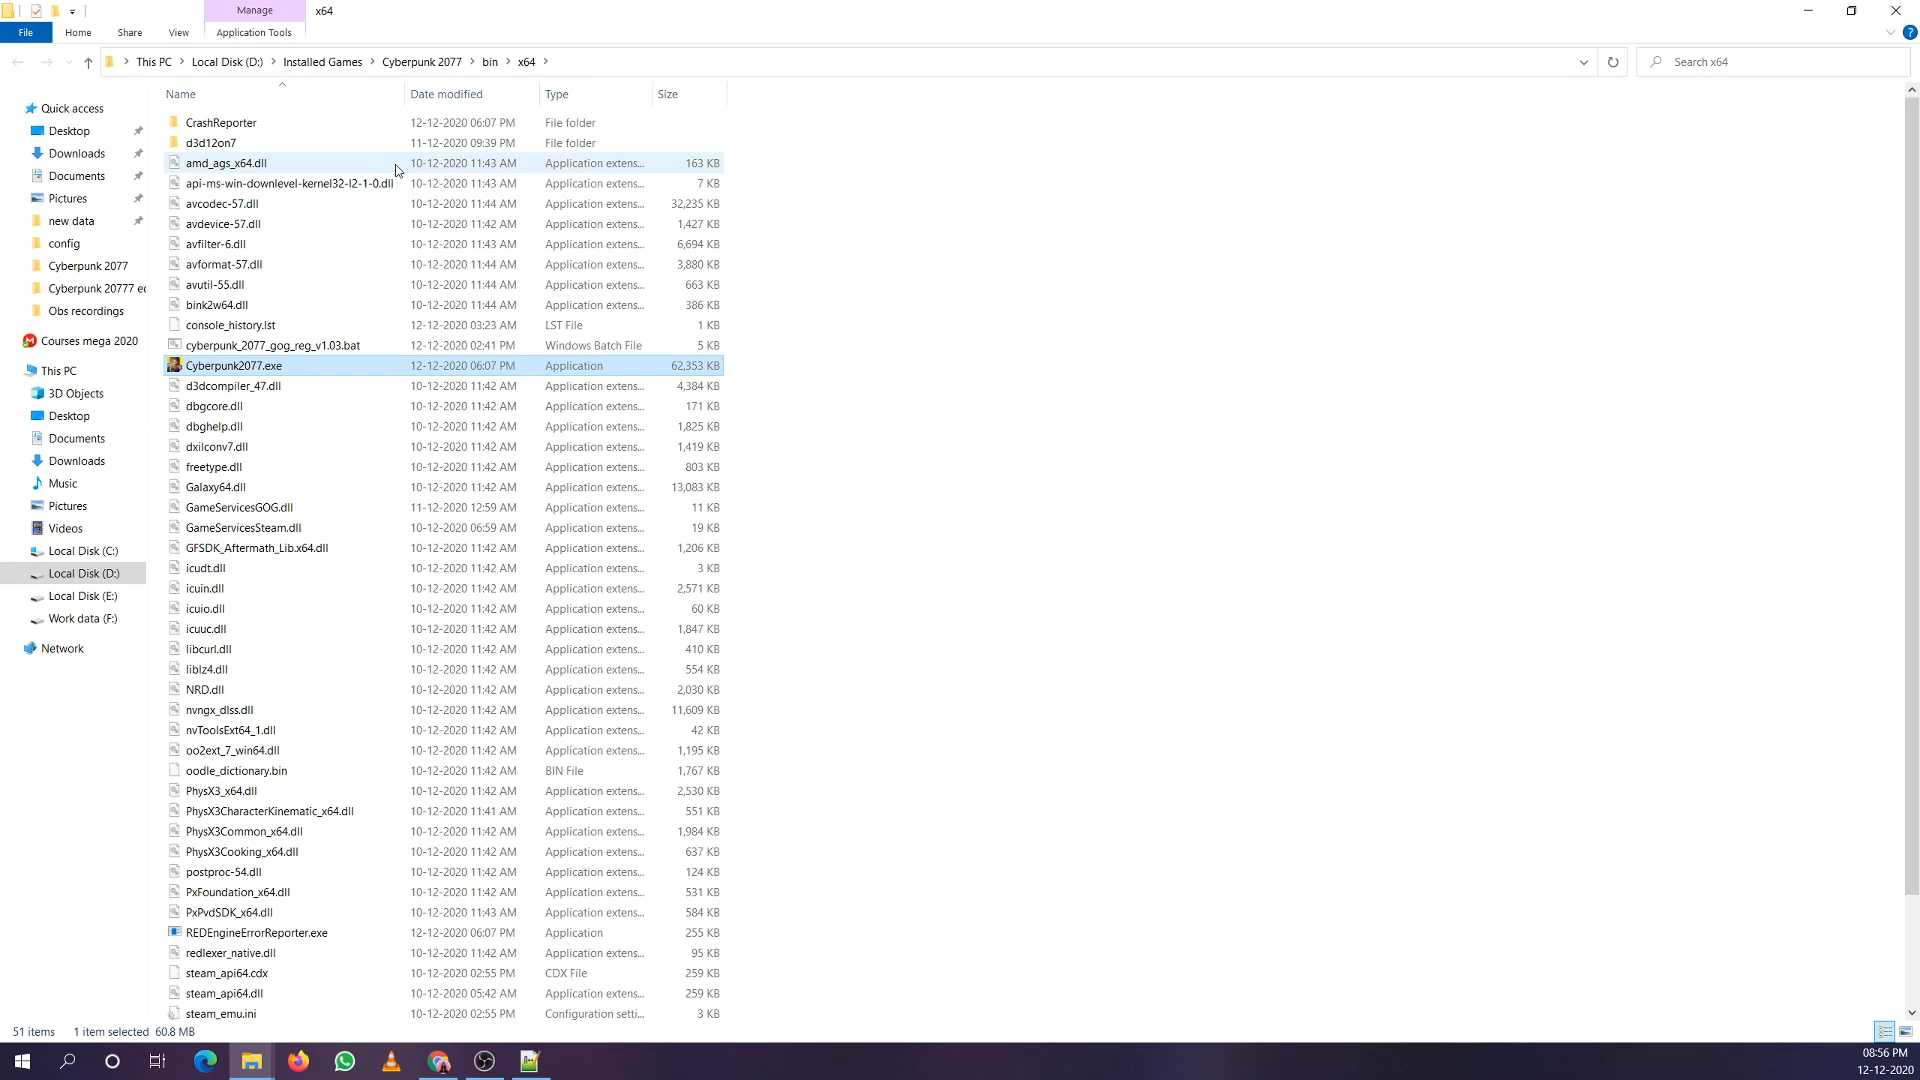 Manage
x64
File
Home
Share
View
Application Tools
This PC
Local Disk (D:)
Installed Games
Cyberpunk 2077
bin
x64
Search x64
Name
Date modified
Type
Size
Quick access
Desktop
Downloads
Documents
Pictures
new data
config
Cyberpunk 2077
Cyberpunk 20777 ec
Obs recordings
Courses mega 2020
This PC
3D Objects
Desktop
Documents
Downloads
Music
Pictures
Videos
Local Disk (C:)
Local Disk (D:)
Local Disk (E:)
Work data (F:)
Network
CrashReporter 12-12-2020 06:07 PM File folder
d3d12on7 11-12-2020 09:39 PM File folder
amd_ags_x64.dll 10-12-2020 11:43 AM Application extens... 163 KB
api-ms-win-downlevel-kernel32-l2-1-0.dll 10-12-2020 11:43 AM Application extens... 7 KB
avcodec-57.dll 10-12-2020 11:44 AM Application extens... 32,235 KB
avdevice-57.dll 10-12-2020 11:42 AM Application extens... 1,427 KB
avfilter-6.dll 10-12-2020 11:43 AM Application extens... 6,694 KB
avformat-57.dll 10-12-2020 11:44 AM Application extens... 3,880 KB
avutil-55.dll 10-12-2020 11:44 AM Application extens... 663 KB
bink2w64.dll 10-12-2020 11:44 AM Application extens... 386 KB
console_history.lst 12-12-2020 03:23 AM LST File 1 KB
cyberpunk_2077_gog_reg_v1.03.bat 12-12-2020 02:41 PM Windows Batch File 5 KB
Cyberpunk2077.exe 12-12-2020 06:07 PM Application 62,353 KB
d3dcompiler_47.dll 10-12-2020 11:42 AM Application extens... 4,384 KB
dbgcore.dll 10-12-2020 11:42 AM Application extens... 171 KB
dbghelp.dll 10-12-2020 11:42 AM Application extens... 1,825 KB
dxilconv7.dll 10-12-2020 11:42 AM Application extens... 1,419 KB
freetype.dll 10-12-2020 11:42 AM Application extens... 803 KB
Galaxy64.dll 10-12-2020 11:42 AM Application extens... 13,083 KB
GameServicesGOG.dll 11-12-2020 12:59 AM Application extens... 11 KB
GameServicesSteam.dll 10-12-2020 06:59 AM Application extens... 19 KB
GFSDK_Aftermath_Lib.x64.dll 10-12-2020 11:42 AM Application extens... 1,206 KB
icudt.dll 10-12-2020 11:42 AM Application extens... 3 KB
icuin.dll 10-12-2020 11:42 AM Application extens... 2,571 KB
icuio.dll 10-12-2020 11:42 AM Application extens... 60 KB
icuuc.dll 10-12-2020 11:42 AM Application extens... 1,847 KB
libcurl.dll 10-12-2020 11:42 AM Application extens... 410 KB
liblz4.dll 10-12-2020 11:42 AM Application extens... 554 KB
NRD.dll 10-12-2020 11:42 AM Application extens... 2,030 KB
nvngx_dlss.dll 10-12-2020 11:42 AM Application extens... 11,609 KB
nvToolsExt64_1.dll 10-12-2020 11:42 AM Application extens... 42 KB
oo2ext_7_win64.dll 10-12-2020 11:42 AM Application extens... 1,195 KB
oodle_dictionary.bin 10-12-2020 11:42 AM BIN File 1,767 KB
PhysX3_x64.dll 10-12-2020 11:42 AM Application extens... 2,530 KB
PhysX3CharacterKinematic_x64.dll 10-12-2020 11:41 AM Application extens... 551 KB
PhysX3Common_x64.dll 10-12-2020 11:42 AM Application extens... 1,984 KB
PhysX3Cooking_x64.dll 10-12-2020 11:42 AM Application extens... 637 KB
postproc-54.dll 10-12-2020 11:42 AM Application extens... 124 KB
PxFoundation_x64.dll 10-12-2020 11:42 AM Application extens... 531 KB
PxPvdSDK_x64.dll 10-12-2020 11:43 AM Application extens... 584 KB
REDEngineErrorReporter.exe 12-12-2020 06:07 PM Application 255 KB
redlexer_native.dll 10-12-2020 11:42 AM Application extens... 95 KB
steam_api64.cdx 10-12-2020 02:55 PM CDX File 259 KB
steam_api64.dll 10-12-2020 05:42 AM Application extens... 259 KB
steam_emu.ini 10-12-2020 02:55 PM Configuration setti... 3 KB
51 items 1 item selected 60.8 MB
08:56 PM
12-12-2020